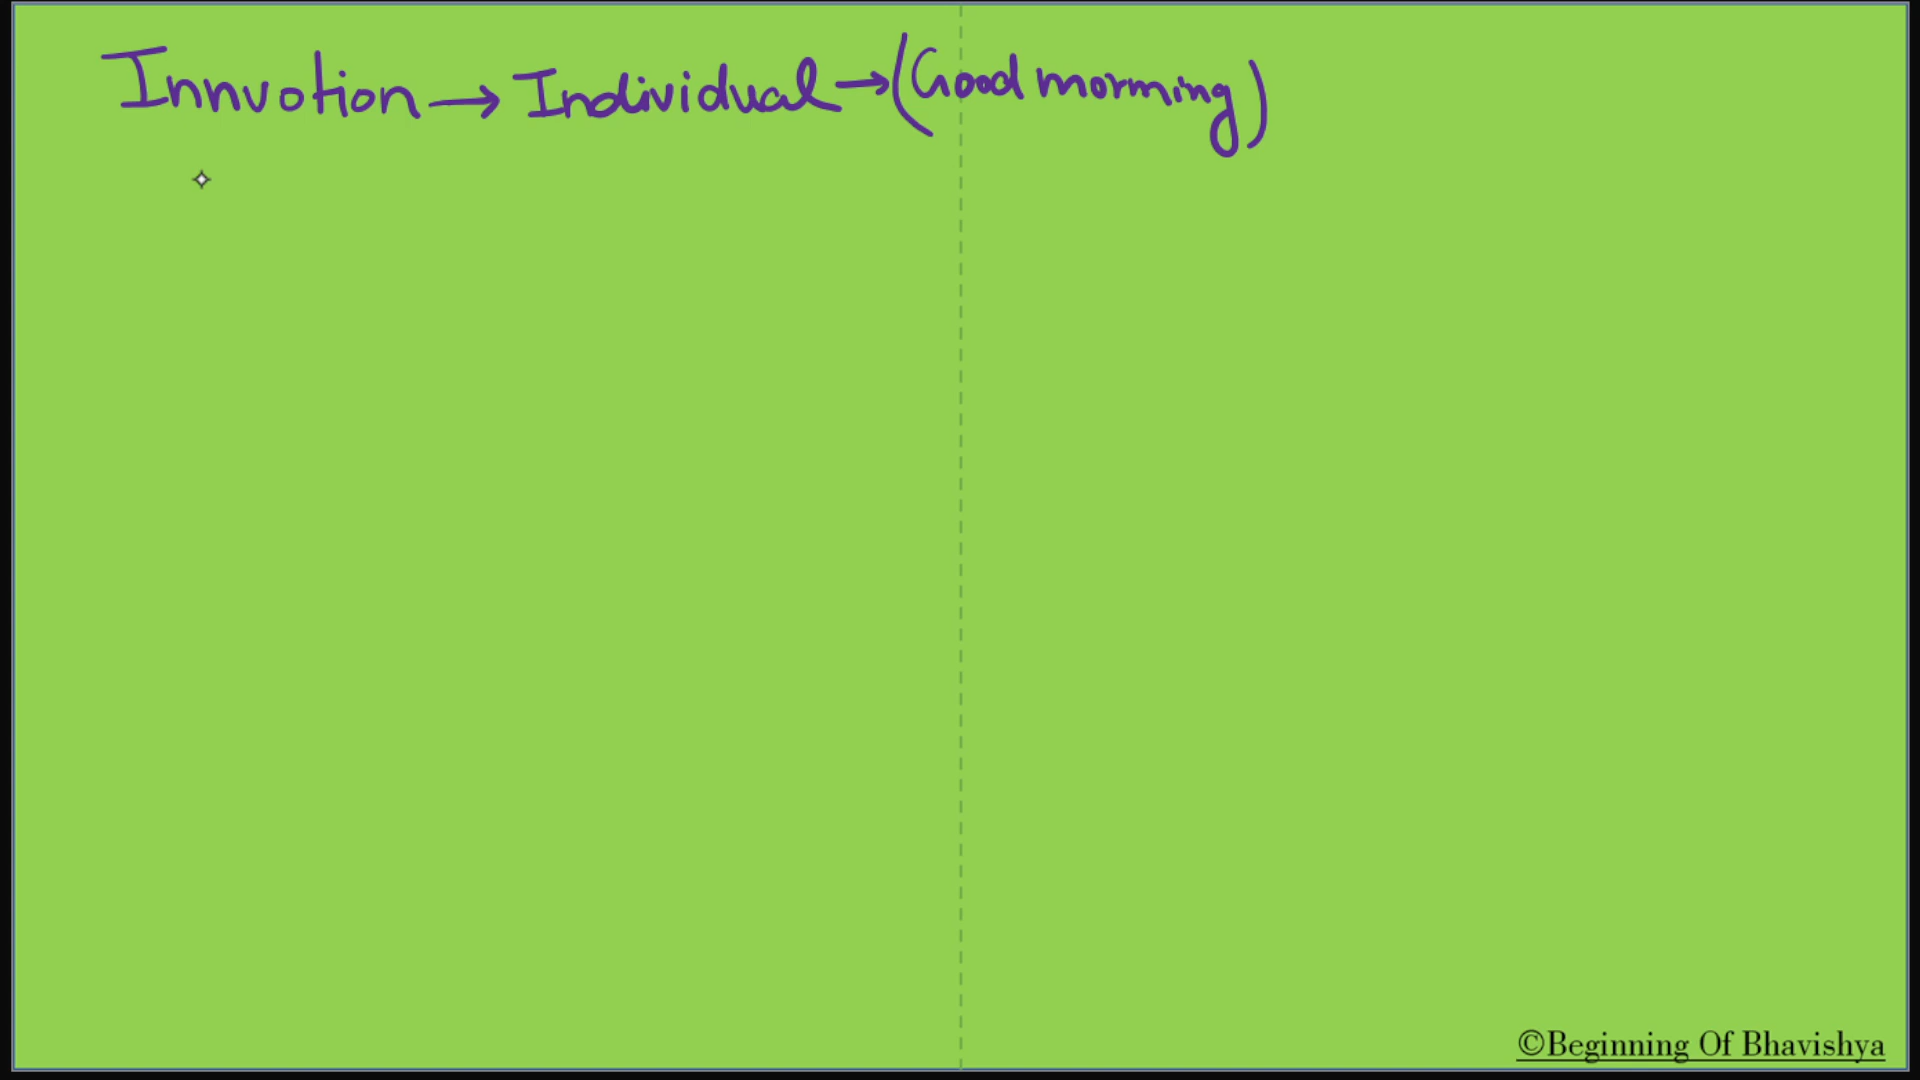 Innvotion → Individual → (Good morming)
©Beginning Of Bhavishya